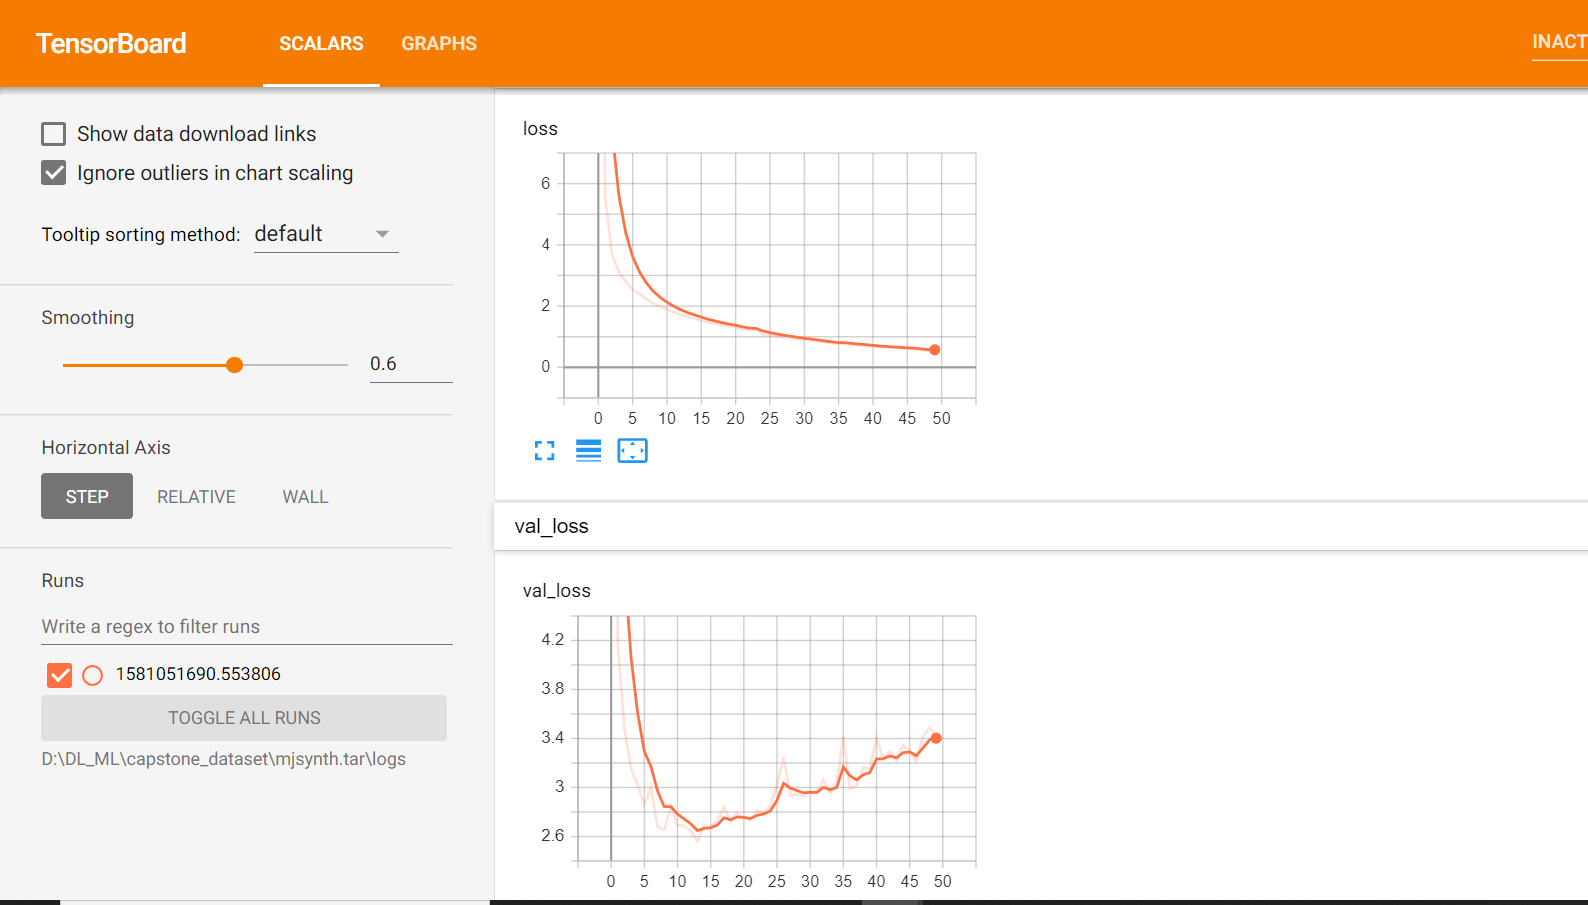 TensorBoard SCALARS GRAPHS INACT
Show data download links
Ignore outliers in chart scaling
Tooltip sorting method: default
Smoothing
0.6
Horizontal Axis
STEP RELATIVE WALL
Runs
Write a regex to filter runs
1581051690.553806
TOGGLE ALL RUNS
D:\DL_ML\capstone_dataset\mjsynth.tar\logs
loss
6
4
2
0
0 5 10 15 20 25 30 35 40 45 50
val_loss
val_loss
4.2
3.8
3.4
3
2.6
0 5 10 15 20 25 30 35 40 45 50